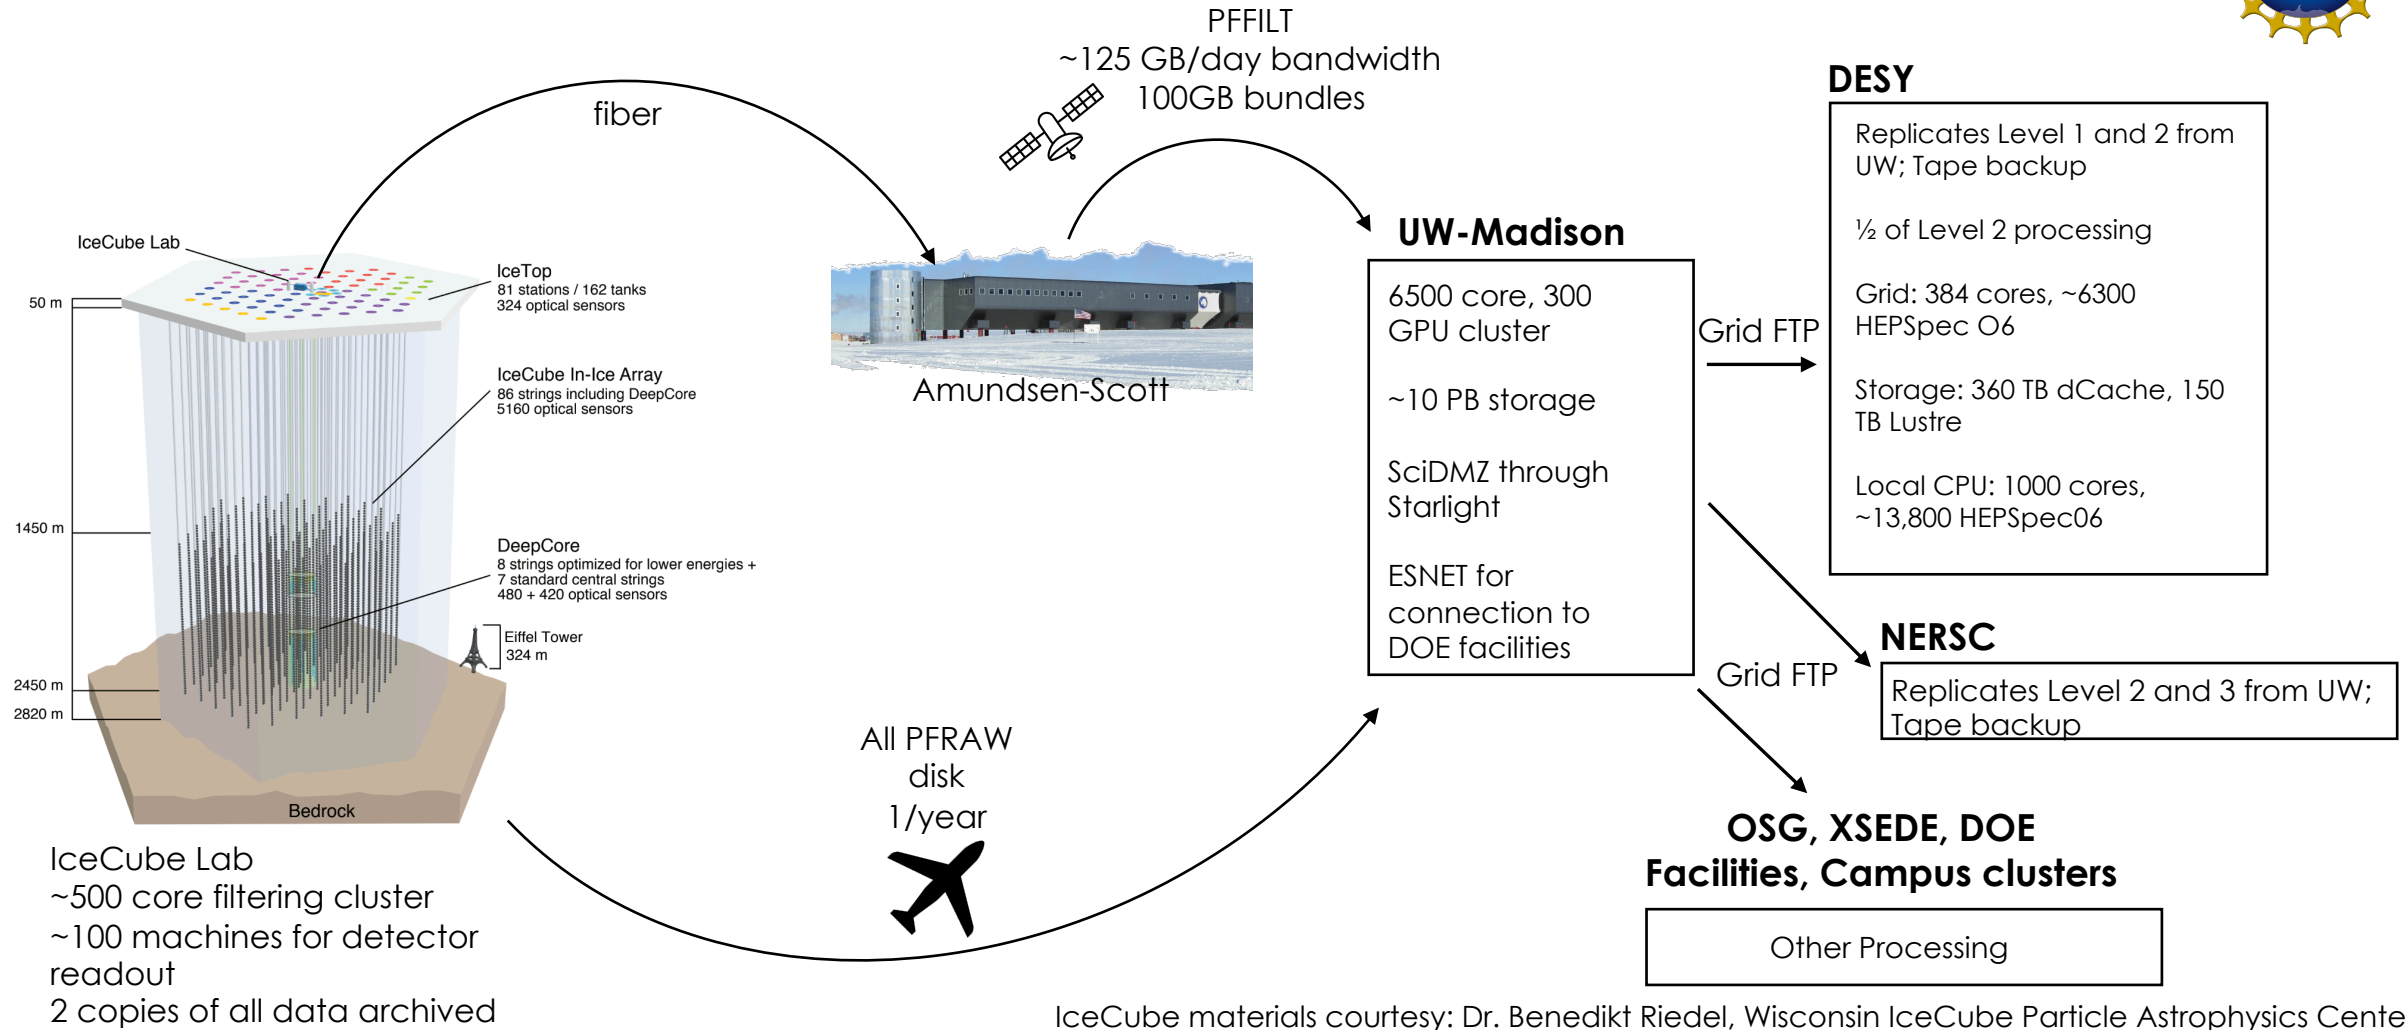 PFFILT
~125 GB/day bandwidth
100GB bundles
fiber
IceCube Lab
50 m
1450 m
2450 m
2820 m
IceTop
81 stations / 162 tanks
324 optical sensors
IceCube In-Ice Array
86 strings including DeepCore
5160 optical sensors
DeepCore
8 strings optimized for lower energies +
7 standard central strings
480 + 420 optical sensors
Eiffel Tower
324 m
Bedrock
IceCube Lab
~500 core filtering cluster
~100 machines for detector
readout
2 copies of all data archived
Amundsen-Scott
All PFRAW
disk
1/year
UW-Madison
6500 core, 300
GPU cluster
~10 PB storage
SciDMZ through
Starlight
ESNET for
connection to
DOE facilities
Grid FTP
Grid FTP
DESY
Replicates Level 1 and 2 from
UW; Tape backup
½ of Level 2 processing
Grid: 384 cores, ~6300
HEPSpec O6
Storage: 360 TB dCache, 150
TB Lustre
Local CPU: 1000 cores,
~13,800 HEPSpec06
NERSC
Replicates Level 2 and 3 from UW;
Tape backup
OSG, XSEDE, DOE
Facilities, Campus clusters
Other Processing
IceCube materials courtesy: Dr. Benedikt Riedel, Wisconsin IceCube Particle Astrophysics Cente